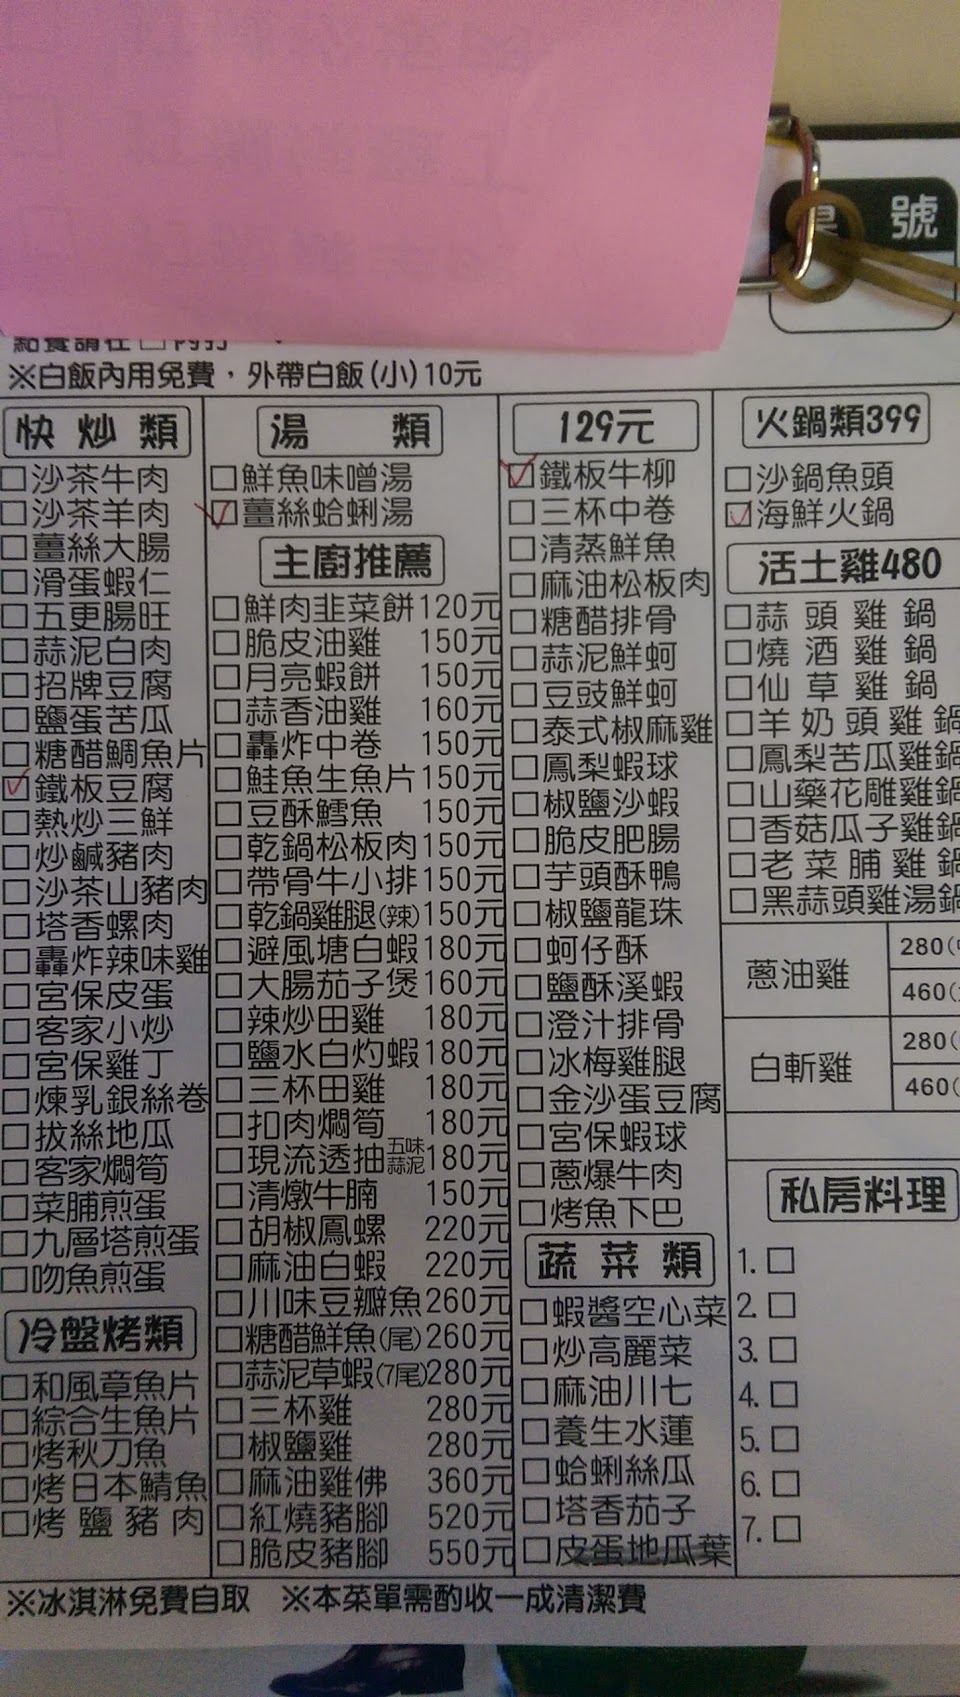 號
※白飯內用免費，外帶白飯(小)10元
快炒類
□沙茶牛肉
□沙茶羊肉
□薑絲大腸
□滑蛋蝦仁
□五更腸旺
□蒜泥白肉
□招牌豆腐
□鹽蛋苦瓜
□糖醋鯛魚片
☑鐵板豆腐
□熱炒三鮮
□炒鹹豬肉
□沙茶山豬肉
□塔香螺肉
□轟炸辣味雞
□宮保皮蛋
□客家小炒
□宮保雞丁
□煉乳銀絲卷
□拔絲地瓜
□客家燜筍
□菜脯煎蛋
□九層塔煎蛋
□吻魚煎蛋
冷盤烤類
□和風章魚片
□綜合生魚片
□烤秋刀魚
□烤日本鯖魚
□烤鹽豬肉
湯類
□鮮魚味噌湯
☑薑絲蛤蜊湯
主廚推薦
□鮮肉韭菜餅120元
□脆皮油雞 150元
□月亮蝦餅 150元
□蒜香油雞 160元
□轟炸中卷 150元
□鮭魚生魚片150元
□豆酥鱈魚 150元
□乾鍋松板肉150元
□帶骨牛小排150元
□乾鍋雞腿(辣)150元
□避風塘白蝦180元
□大腸茄子煲160元
□辣炒田雞 180元
□鹽水白灼蝦180元
□三杯田雞 180元
□扣肉燜筍 180元
□現流透抽五味蒜泥180元
□清燉牛腩 150元
□胡椒鳳螺 220元
□麻油白蝦 220元
□川味豆瓣魚260元
□糖醋鮮魚(尾)260元
□蒜泥草蝦(7尾)280元
□三杯雞 280元
□椒鹽雞 280元
□麻油雞佛 360元
□紅燒豬腳 520元
□脆皮豬腳 550元
129元
☑鐵板牛柳
□三杯中卷
□清蒸鮮魚
□麻油松板肉
□糖醋排骨
□蒜泥鮮蚵
□豆豉鮮蚵
□泰式椒麻雞
□鳳梨蝦球
□椒鹽沙蝦
□脆皮肥腸
□芋頭酥鴨
□椒鹽龍珠
□蚵仔酥
□鹽酥溪蝦
□澄汁排骨
□冰梅雞腿
□金沙蛋豆腐
□宮保蝦球
□蔥爆牛肉
□烤魚下巴
蔬菜類
□蝦醬空心菜
□炒高麗菜
□麻油川七
□養生水蓮
□蛤蜊絲瓜
□塔香茄子
□皮蛋地瓜葉
火鍋類399
□沙鍋魚頭
☑海鮮火鍋
活土雞480
□蒜頭雞鍋
□燒酒雞鍋
□仙草雞鍋
□羊奶頭雞鍋
□鳳梨苦瓜雞鍋
□山藥花雕雞鍋
□香菇瓜子雞鍋
□老菜脯雞鍋
□黑蒜頭雞湯鍋
蔥油雞
280
460
白斬雞
280
460
私房料理
1.□
2.□
3.□
4.□
5.□
6.□
7.□
※冰淇淋免費自取 ※本菜單需酌收一成清潔費